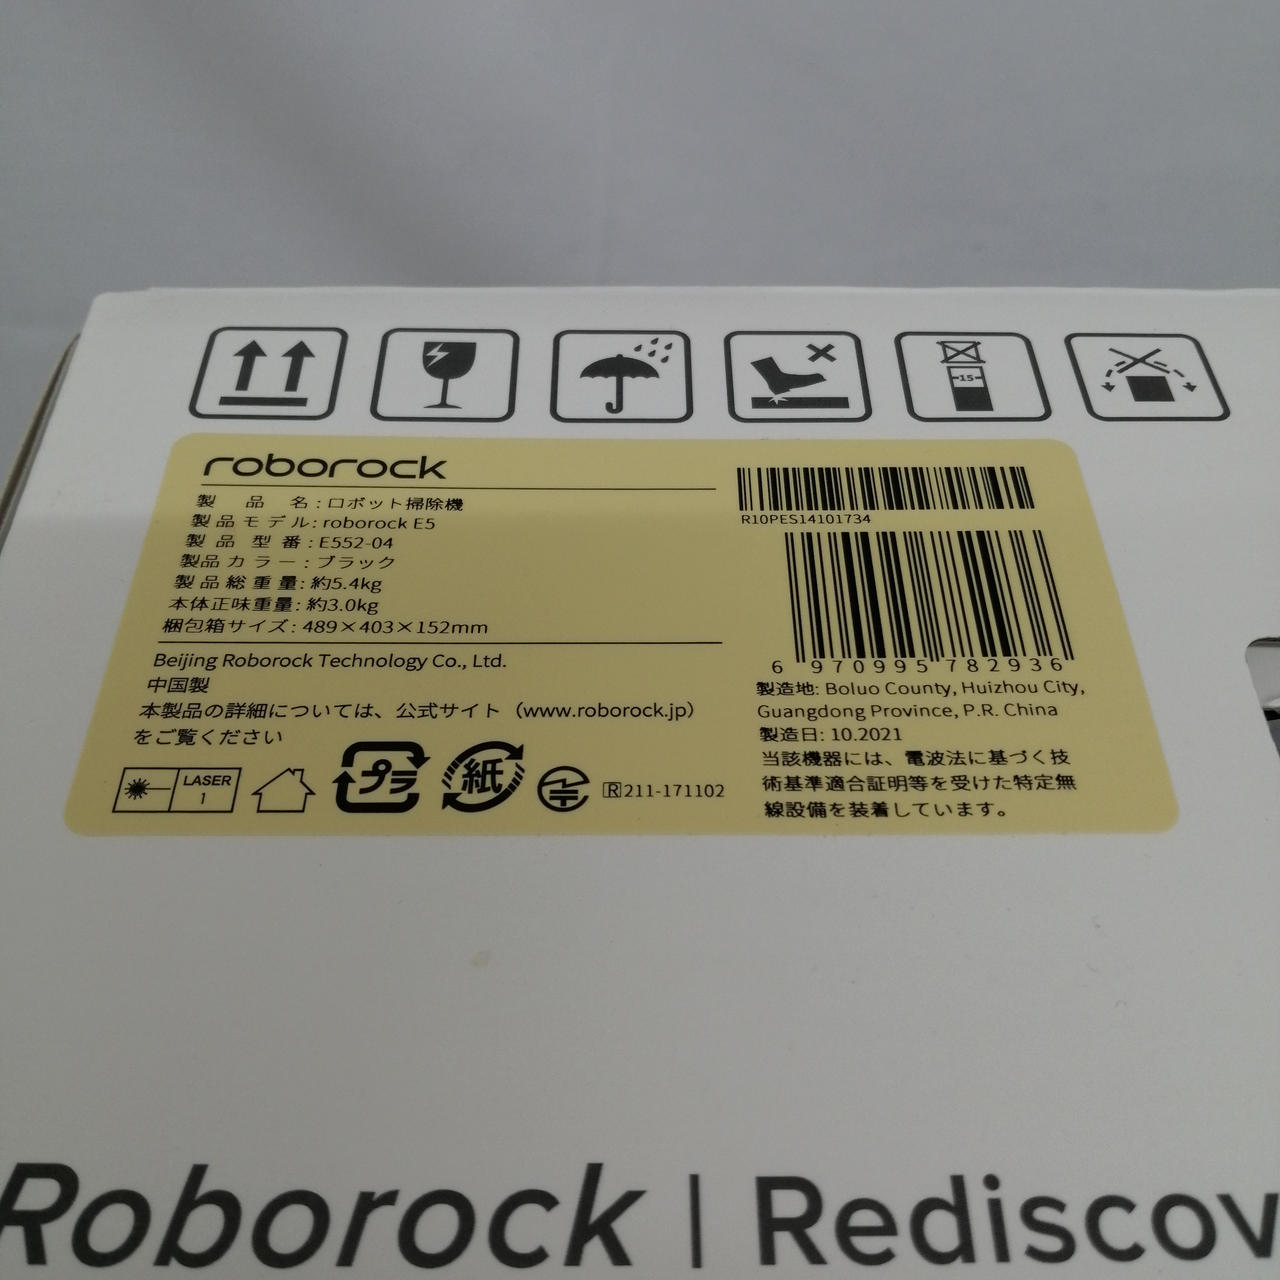 15
roborock
製品名:ロボット掃除機
製品モデル:roborock E5
製品型番:E552-04
製品カラー:ブラック
製品総重量:約5.4kg
本体正味重量:約3.0kg
梱包箱サイズ:489×403×152mm
Beijing Roborock Technology Co., Ltd.
中国製
本製品の詳細については、公式サイト（www.roborock.jp）
をご覧ください
LASER
1
プラ
紙
R 211-171102
R10PES14101734
6 970995 782936
製造地: Boluo County, Huizhou City,
Guangdong Province, P.R. China
製造日: 10.2021
当該機器には、電波法に基づく技
術基準適合証明等を受けた特定無
線設備を装着しています。
Roborock | Rediscov